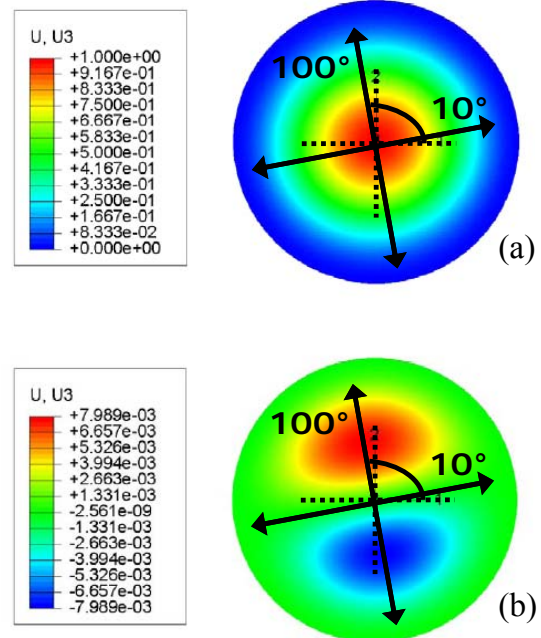 U, U3
+1.000e+00
+9.167e-01
+8.333e-01
+7.500e-01
+6.667e-01
+5.833e-01
+5.000e-01
+4.167e-01
+3.333e-01
+2.500e-01
+1.667e-01
+8.333e-02
+0.000e+00
100°
10°
(a)
U, U3
+7.989e-03
+6.657e-03
+5.326e-03
+3.994e-03
+2.663e-03
+1.331e-03
-2.561e-09
-1.331e-03
-2.663e-03
-3.994e-03
-5.326e-03
-6.657e-03
-7.989e-03
100°
10°
(b)